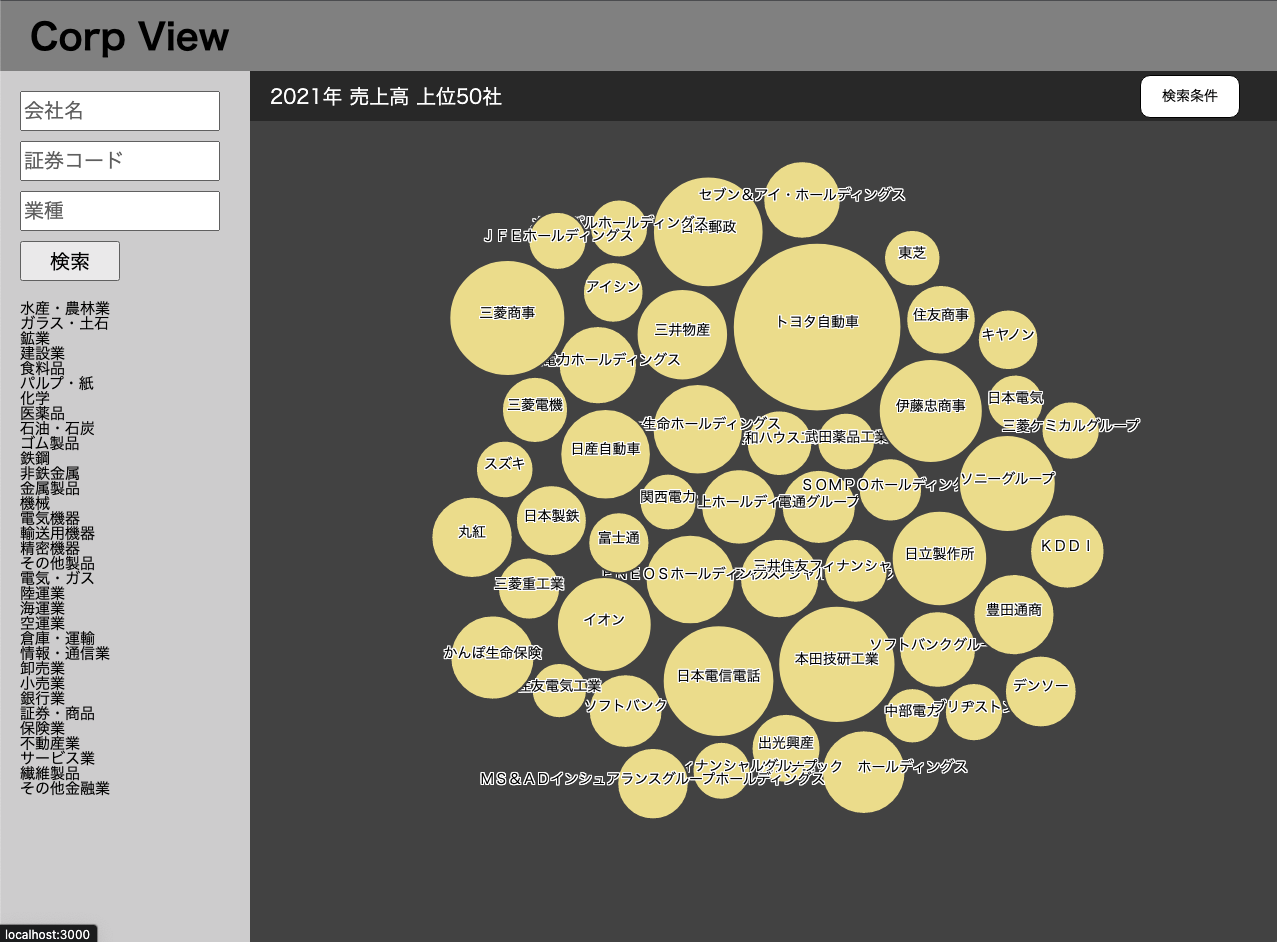 Corp View
会社名
証券コード
業種
検索
水産・農林業
ガラス・土石
鉱業
建設業
食料品
パルプ・紙
化学
医薬品
石油・石炭
ゴム製品
鉄鋼
非鉄金属
金属製品
機械
電気機器
輸送用機器
精密機器
その他製品
電気・ガス
陸運業
海運業
空運業
倉庫・運輸
情報・通信業
卸売業
小売業
銀行業
証券・商品
保険業
不動産業
サービス業
繊維製品
その他金融業
localhost:3000
2021年 売上高 上位50社
検索条件
セブン＆アイ・ホールディングス
パルホールディングス
日本郵政
ＪＦＥホールディングス
東芝
アイシン
三菱商事
住友商事
トヨタ自動車
三井物産
キヤノン
電力ホールディングス
日本電気
三菱電機
伊藤忠商事
生命ホールディングス
三菱ケミカルグループ
和ハウス工
武田薬品工業
日産自動車
スズキ
ソニーグループ
ＳＯＭＰＯホールディング
関西電力
上ホールディ
電通グループ
日本製鉄
丸紅
富士通
ＫＤＤＩ
日立製作所
三井住友フィナンシャ
ＥＮＥＯＳホールディン
三菱重工業
豊田通商
イオン
ソフトバンクグルー
かんぽ生命保険
本田技研工業
日本電信電話
住友電気工業
デンソー
ソフトバンク
中部電力
ブリヂストン
出光興産
ィナンシャルグループ
ック　ホールディングス
ＭＳ＆ＡＤインシュアランスグループホールディングス